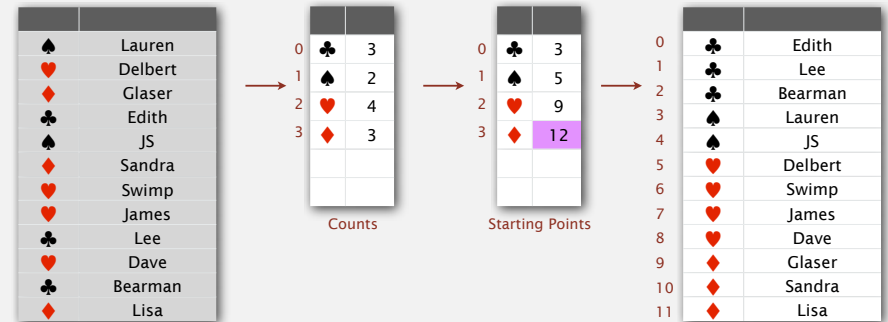 ♠ Lauren
♥ Delbert
♦ Glaser
♣ Edith
♠ JS
♦ Sandra
♥ Swimp
♥ James
♣ Lee
♥ Dave
♣ Bearman
♦ Lisa
0 ♣ 3
1 ♠ 2
2 ♥ 4
3 ♦ 3
Counts
0 ♣ 3
1 ♠ 5
2 ♥ 9
3 ♦ 12
Starting Points
0 ♣ Edith
1 ♣ Lee
2 ♣ Bearman
3 ♠ Lauren
4 ♠ JS
5 ♥ Delbert
6 ♥ Swimp
7 ♥ James
8 ♥ Dave
9 ♦ Glaser
10 ♦ Sandra
11 ♦ Lisa